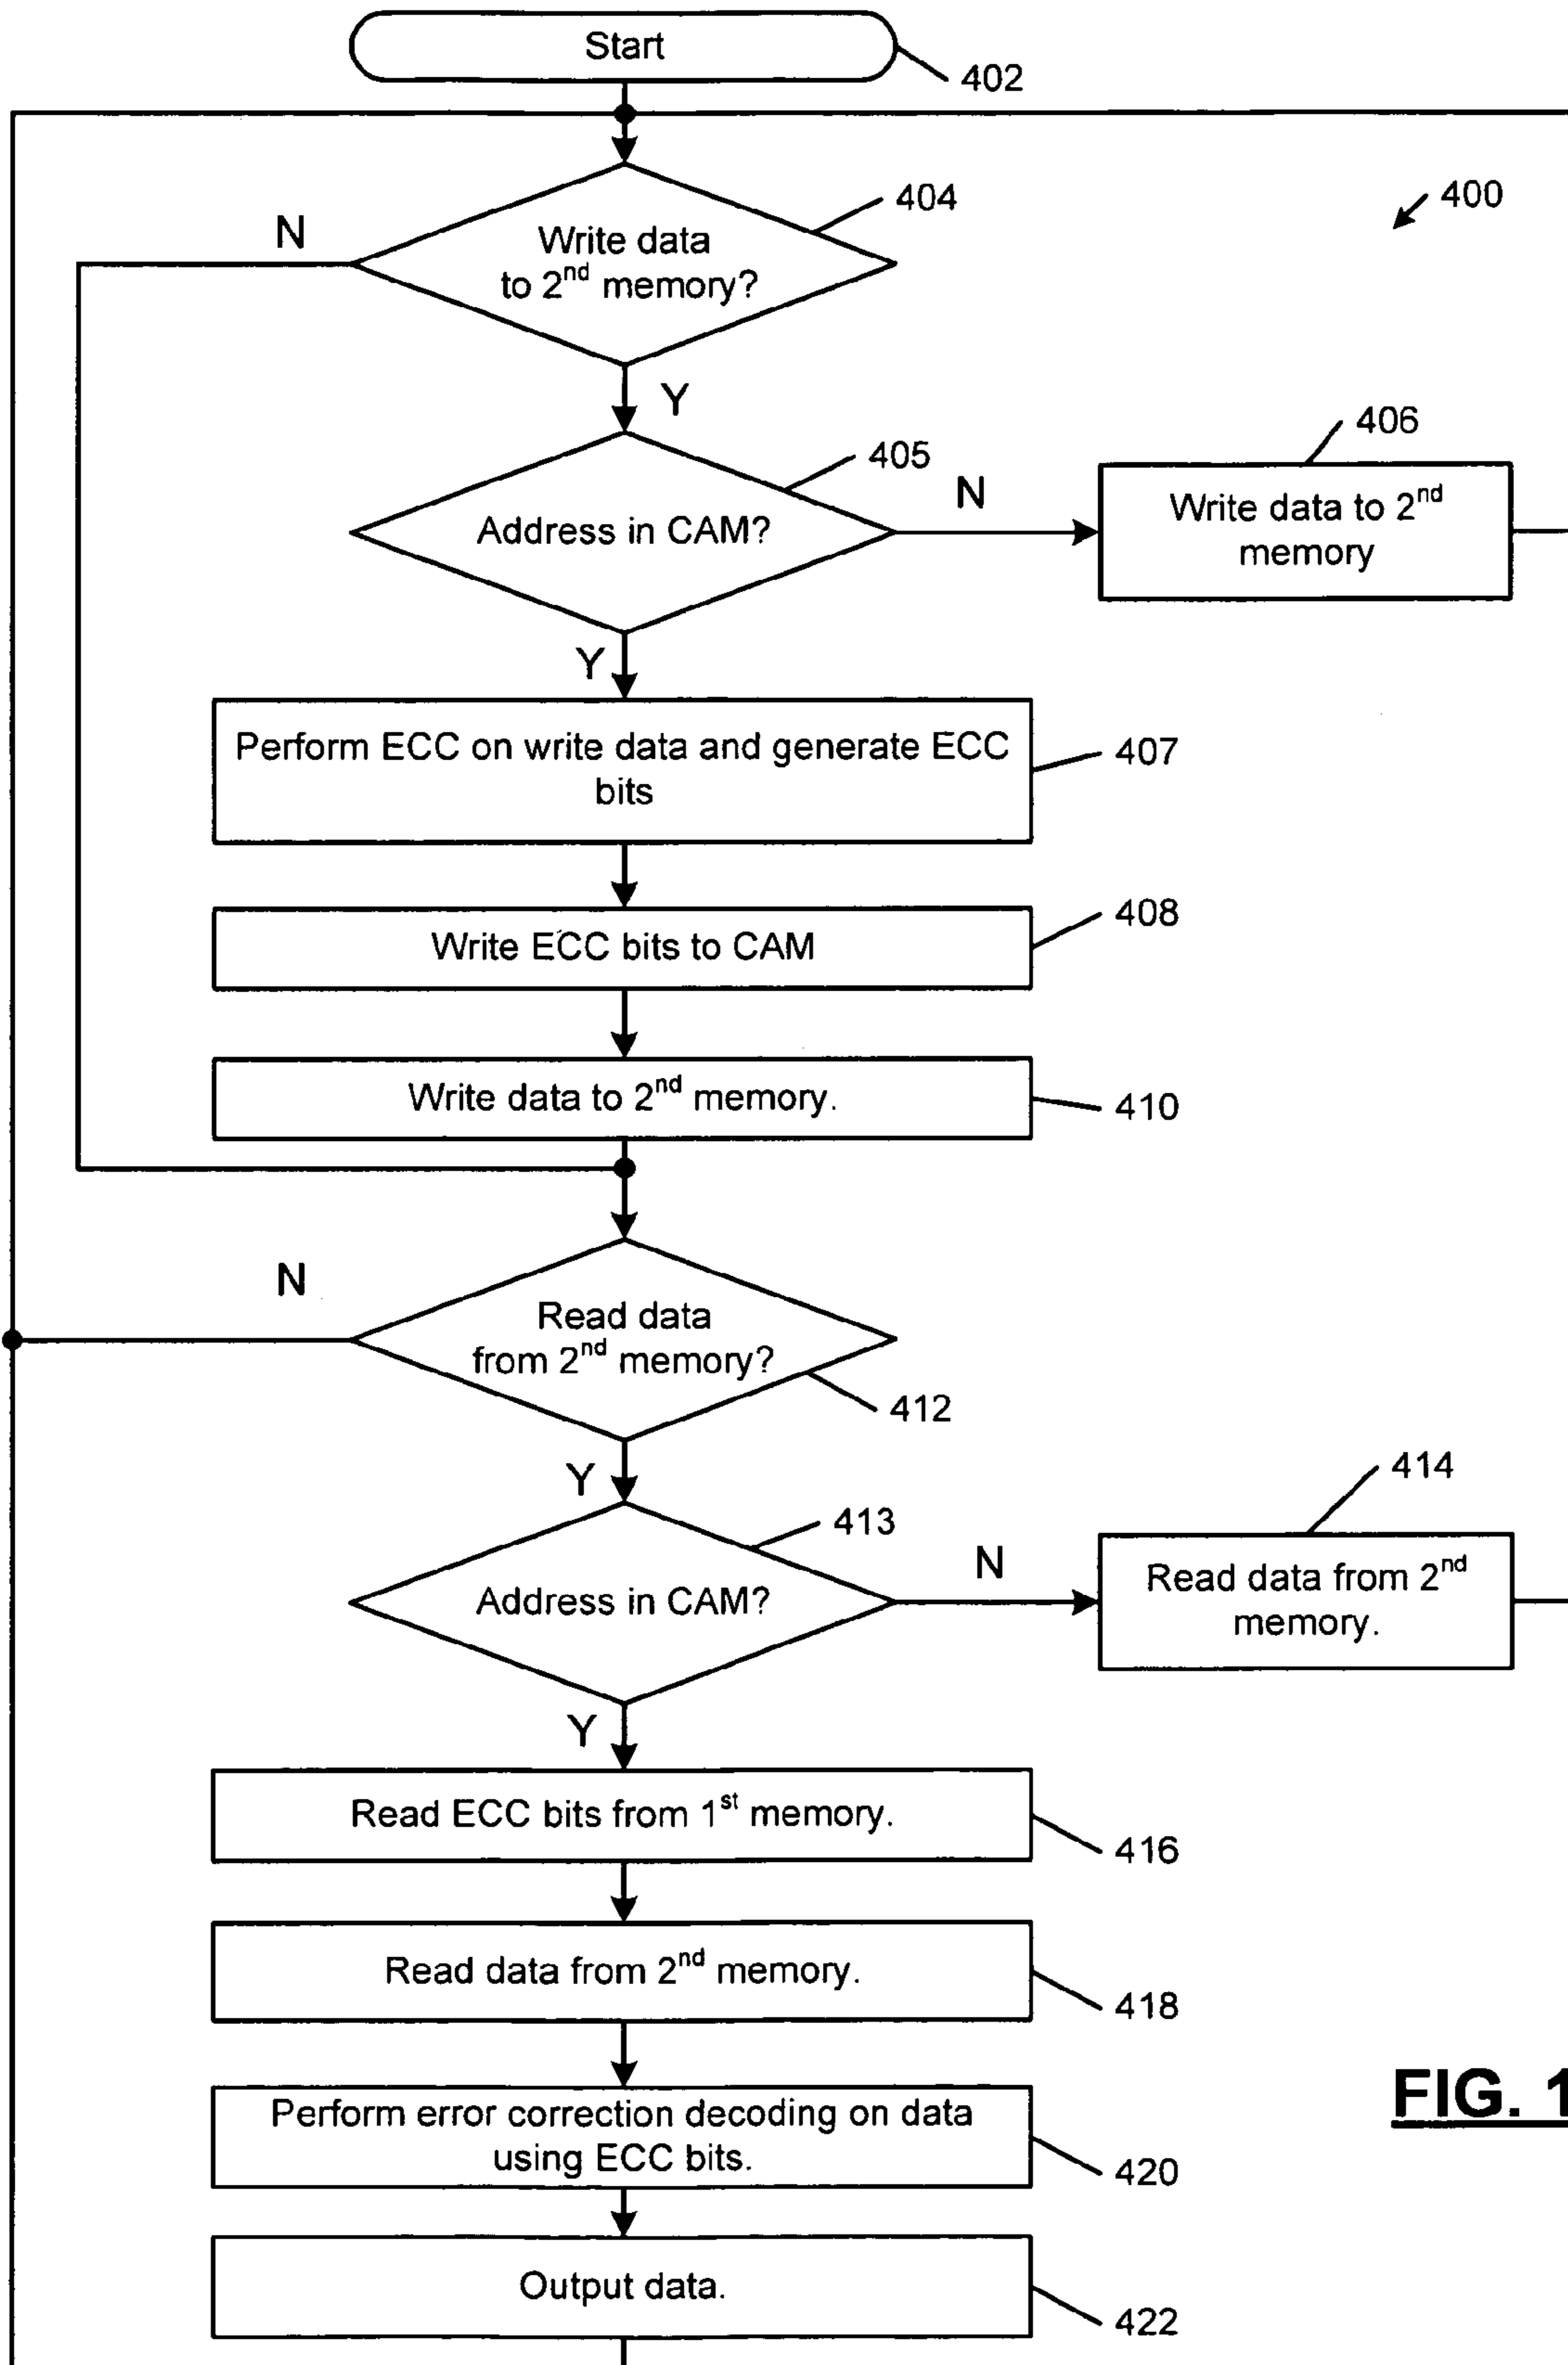 Start
402
400
404
N
Write data
to 2nd memory?
Y
406
405
N
Write data to 2nd
memory
Address in CAM?
Y
Perform ECC on write data and generate ECC
bits
407
408
Write ECC bits to CAM
Write data to 2nd memory.
410
N
Read data
from 2nd memory?
412
Y
414
413
N
Read data from 2nd
memory.
Address in CAM?
Y
Read ECC bits from 1st memory.
416
Read data from 2nd memory.
418
FIG. 1
Perform error correction decoding on data
using ECC bits.
420
Output data.
422